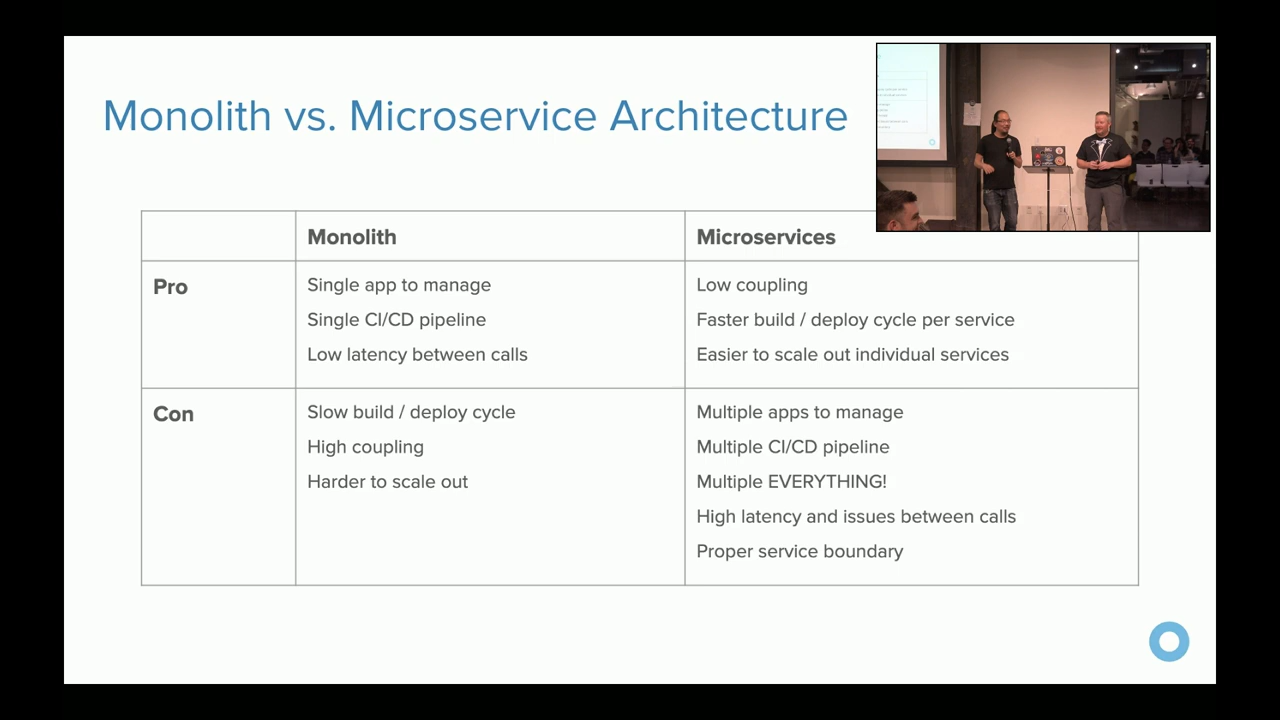 Monolith vs. Microservice Architecture
Monolith
Microservices
Pro
Single app to manage
Single CI/CD pipeline
Low latency between calls
Low coupling
Faster build / deploy cycle per service
Easier to scale out individual services
Con
Slow build / deploy cycle
High coupling
Harder to scale out
Multiple apps to manage
Multiple CI/CD pipeline
Multiple EVERYTHING!
High latency and issues between calls
Proper service boundary